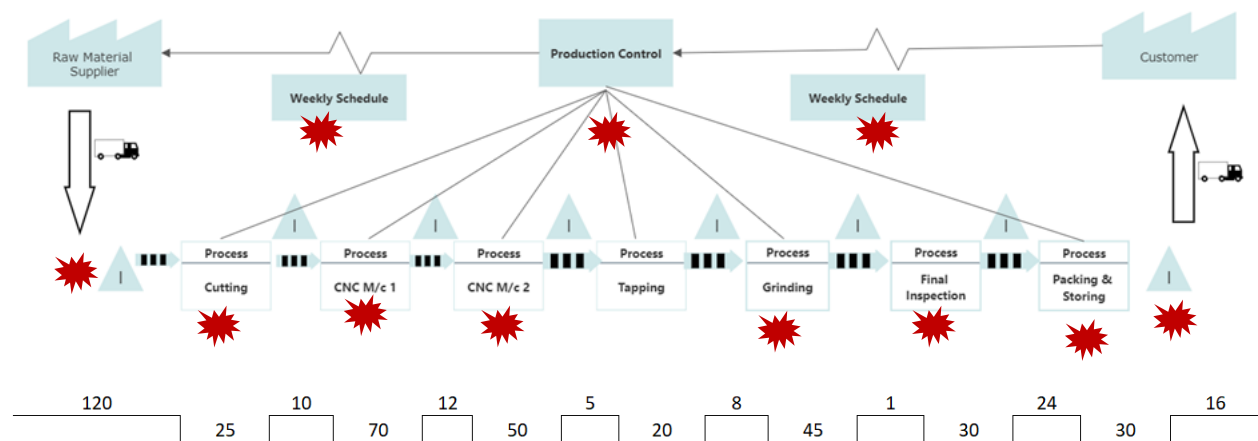 Raw Material
Supplier
Production Control
Customer
Weekly Schedule
Weekly Schedule
I
I
I
I
I
I
I
I
Process
Cutting
Process
CNC M/c 1
Process
CNC M/c 2
Process
Tapping
Process
Grinding
Process
Final
Inspection
Process
Packing &
Storing
120
10
12
5
8
1
24
16
25
70
50
20
45
30
30